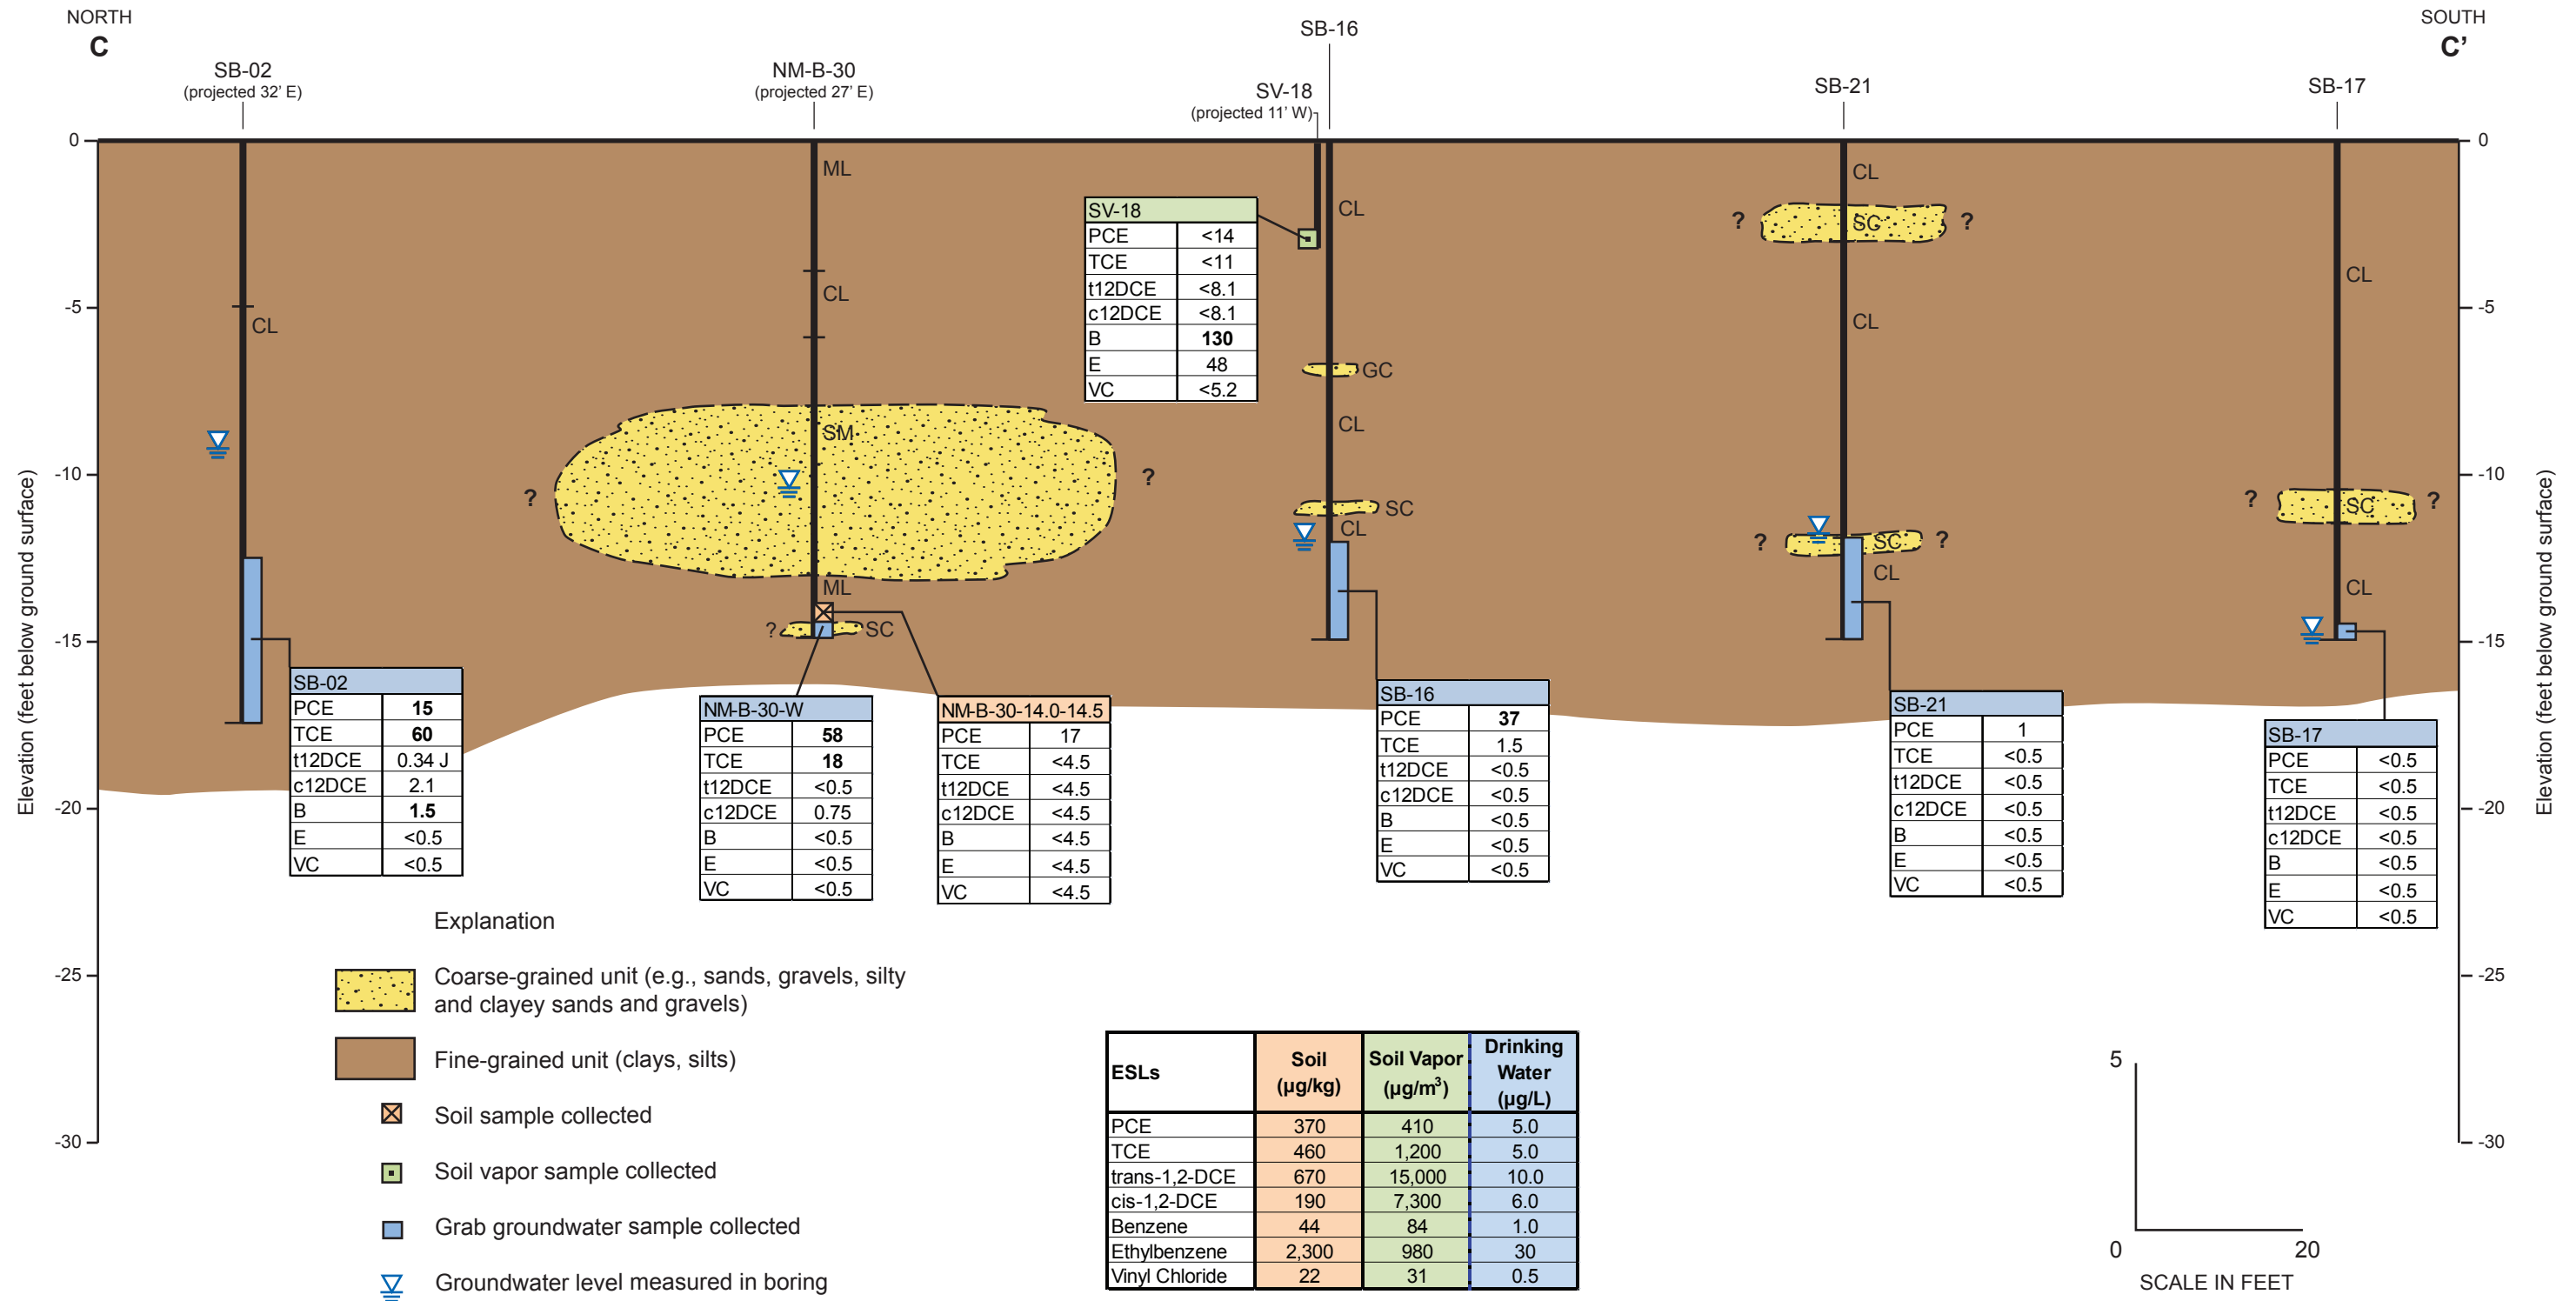 NORTH
C
SOUTH
C’
SB-02
(projected 32’ E)
NM-B-30
(projected 27’ E)
SB-16
SV-18
(projected 11’ W)
SB-21
SB-17
Elevation (feet below ground surface)
0
-5
-10
-15
-20
-25
-30
CL
ML
CL
SM
ML
? SC
?
?
SV-18
PCE <14
TCE <11
t12DCE <8.1
c12DCE <8.1
B 130
E 48
VC <5.2
CL
GC
CL
SC
CL
CL
? SC ?
CL
? SC ?
CL
CL
? SC ?
CL
0
-5
-10
-15
-20
-25
-30
Elevation (feet below ground surface)
SB-02
PCE 15
TCE 60
t12DCE 0.34 J
c12DCE 2.1
B 1.5
E <0.5
VC <0.5
NM-B-30-W
PCE 58
TCE 18
t12DCE <0.5
c12DCE 0.75
B <0.5
E <0.5
VC <0.5
NM-B-30-14.0-14.5
PCE 17
TCE <4.5
t12DCE <4.5
c12DCE <4.5
B <4.5
E <4.5
VC <4.5
SB-16
PCE 37
TCE 1.5
t12DCE <0.5
c12DCE <0.5
B <0.5
E <0.5
VC <0.5
SB-21
PCE 1
TCE <0.5
t12DCE <0.5
c12DCE <0.5
B <0.5
E <0.5
VC <0.5
SB-17
PCE <0.5
TCE <0.5
t12DCE <0.5
c12DCE <0.5
B <0.5
E <0.5
VC <0.5
Explanation
Coarse-grained unit (e.g., sands, gravels, silty
and clayey sands and gravels)
Fine-grained unit (clays, silts)
Soil sample collected
Soil vapor sample collected
Grab groundwater sample collected
Groundwater level measured in boring
ESLs Soil (µg/kg) Soil Vapor (µg/m³) Drinking Water (µg/L)
PCE 370 410 5.0
TCE 460 1,200 5.0
trans-1,2-DCE 670 15,000 10.0
cis-1,2-DCE 190 7,300 6.0
Benzene 44 84 1.0
Ethylbenzene 2,300 980 30
Vinyl Chloride 22 31 0.5
5
0 20
SCALE IN FEET